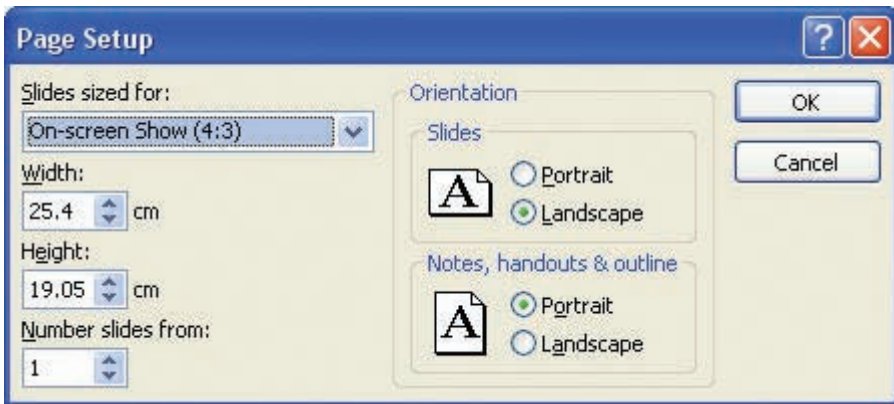 Page Setup
Slides sized for:
On-screen Show (4:3)
Width:
25.4 cm
Height:
19.05 cm
Number slides from:
1
Orientation
Slides
A
Portrait
Landscape
Notes, handouts & outline
A
Portrait
Landscape
OK
Cancel